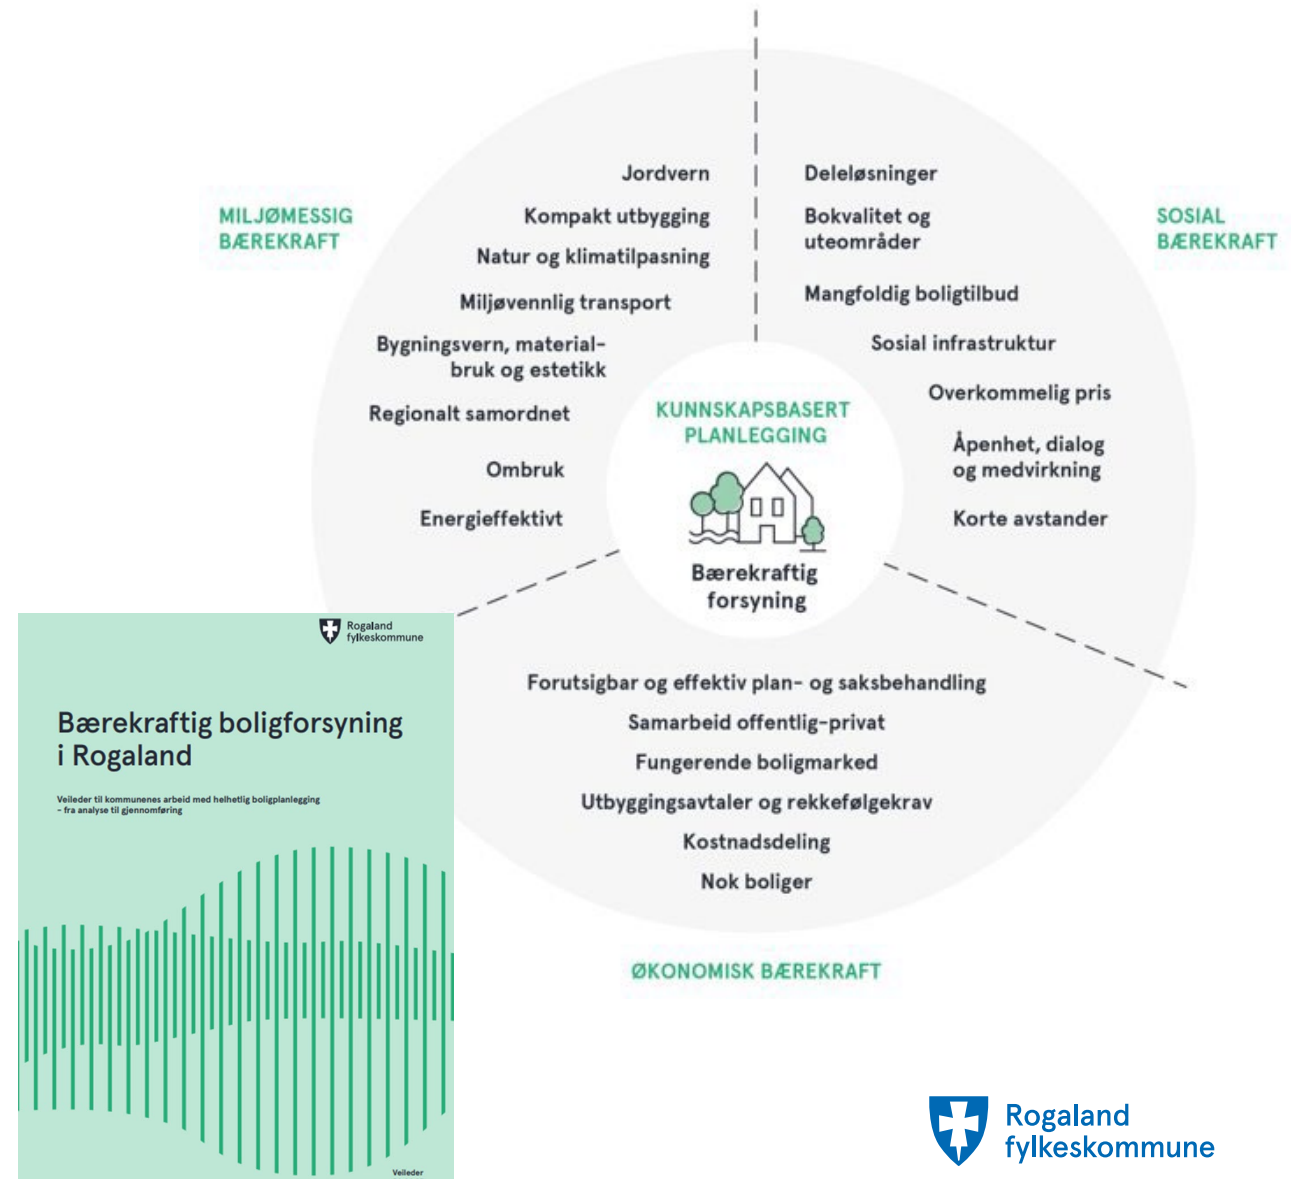 MILJØMESSIG
BÆREKRAFT
Jordvern
Kompakt utbygging
Natur og klimatilpasning
Miljøvennlig transport
Bygningsvern, material-
bruk og estetikk
Regionalt samordnet
Ombruk
Energieffektivt
SOSIAL
BÆREKRAFT
Deleløsninger
Bokvalitet og
uteområder
Mangfoldig boligtilbud
Sosial infrastruktur
Overkommelig pris
Åpenhet, dialog
og medvirkning
Korte avstander
KUNNSKAPSBASERT
PLANLEGGING
Bærekraftig
forsyning
Forutsigbar og effektiv plan- og saksbehandling
Samarbeid offentlig-privat
Fungerende boligmarked
Utbyggingsavtaler og rekkefølgekrav
Kostnadsdeling
Nok boliger
ØKONOMISK BÆREKRAFT
Rogaland
fylkeskommune
Bærekraftig boligforsyning
i Rogaland
Veileder til kommunenes arbeid med helhetlig boligplanlegging
- fra analyse til gjennomføring
Veileder
Rogaland
fylkeskommune